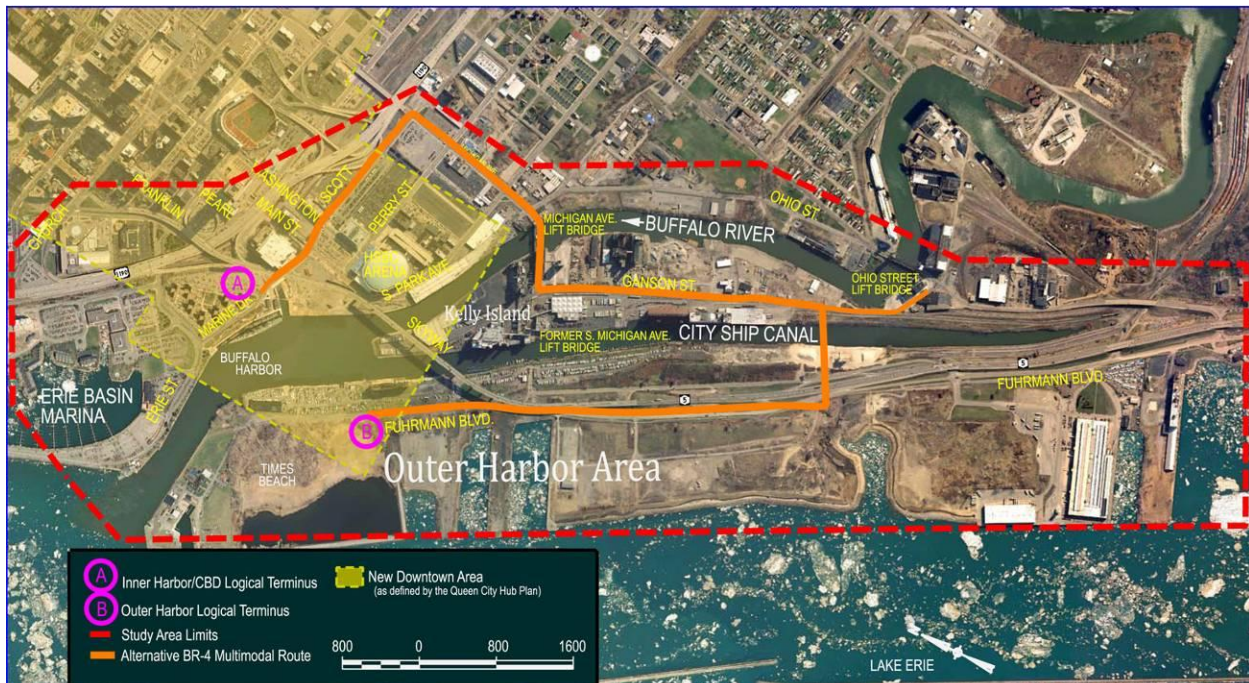 I190
CHURCH
FRANKLIN
PEARL
WASHINGTON
MAIN ST.
SCOTT
PERRY ST.
HSBC
ARENA
S. PARK AVE.
I190
MARINE DR.
A
SKYWAY
Kelly Island
BUFFALO
HARBOR
ERIE ST.
ERIE BASIN
MARINA
TIMES
BEACH
MICHIGAN AVE.
LIFT BRIDGE
BUFFALO RIVER
OHIO ST.
OHIO STREET
LIFT BRIDGE
GANSON ST.
FORMER S. MICHIGAN AVE.
LIFT BRIDGE
CITY SHIP CANAL
5
5
FUHRMANN BLVD.
B
FUHRMANN BLVD.
Outer Harbor Area
A Inner Harbor/CBD Logical Terminus
B Outer Harbor Logical Terminus
Study Area Limits
Alternative BR-4 Multimodal Route
New Downtown Area
(as defined by the Queen City Hub Plan)
800 0 800 1600
LAKE ERIE